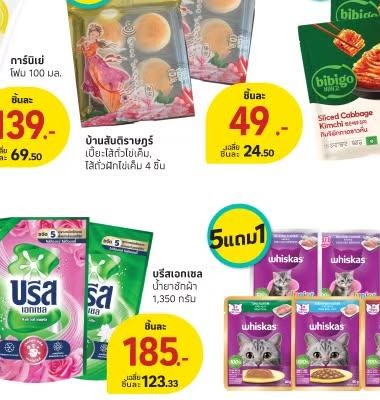 การ์นิเย่
โฟม 100 มล.
ชิ้นละ
139.-
เฉลี่ย
ชิ้นละ 69.50
บ้านสันติราษฎร์
เปี๊ยะไส้ถั่วไข่เค็ม,
ไส้ถั่วฟักไข่เค็ม 4 ชิ้น
ชิ้นละ
49.-
เฉลี่ย
ชิ้นละ 24.50
bibigo
bibigo
Sliced Cabbage
Kimchi
บรีส
เอกเซล
บรีสเอกเซล
น้ำยาซักผ้า
1,350 กรัม
ชิ้นละ
185.-
เฉลี่ย
ชิ้นละ 123.33
5แถม1
whiskas
whiskas
whiskas
whiskas